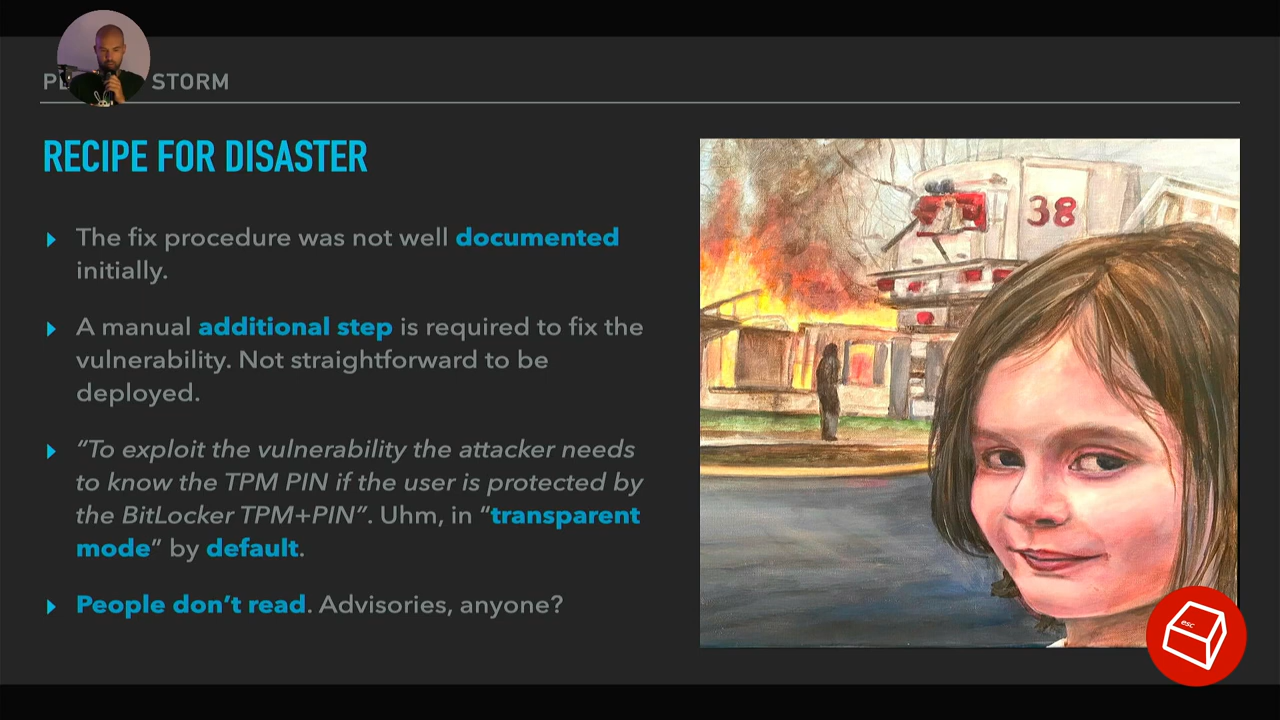 STORM
RECIPE FOR DISASTER
The fix procedure was not well documented
initially.
A manual additional step is required to fix the
vulnerability. Not straightforward to be
deployed.
“To exploit the vulnerability the attacker needs
to know the TPM PIN if the user is protected by
the BitLocker TPM+PIN”. Uhm, in “transparent
mode” by default.
People don’t read. Advisories, anyone?
38
esc